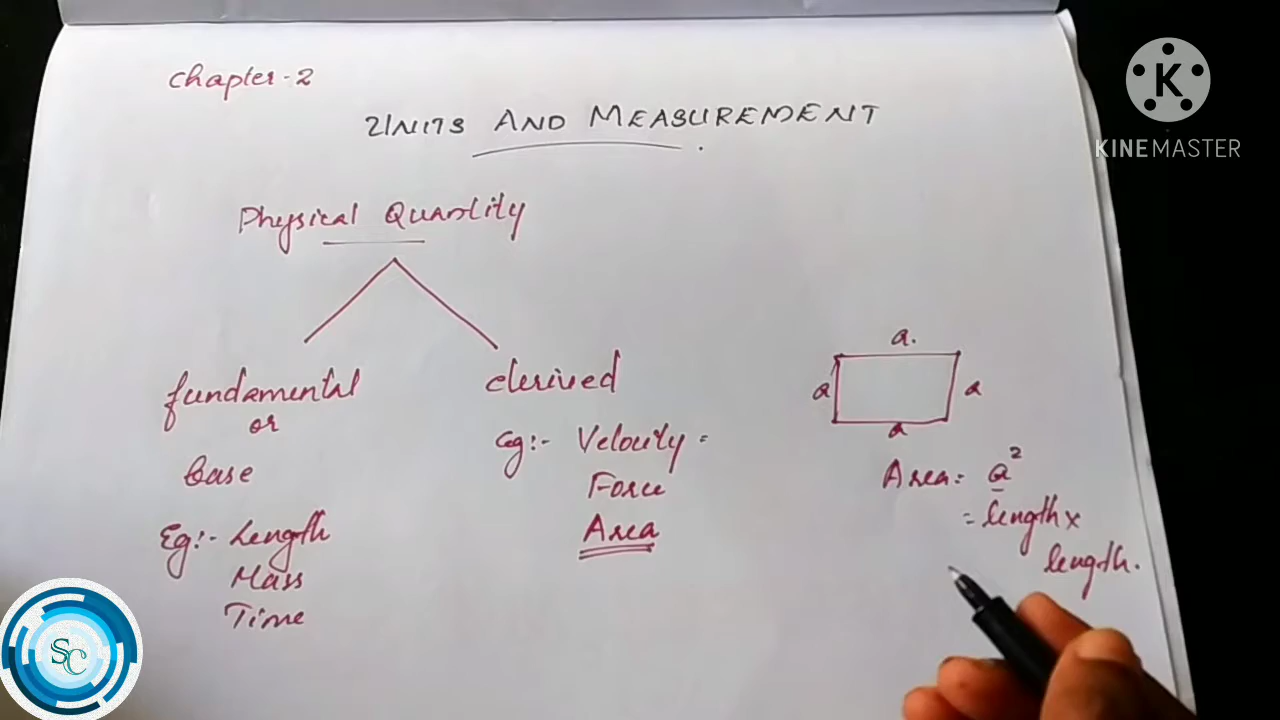 Chapter-2
UNITS AND MEASUREMENT.
Physical Quantity
fundamental
or
base
Eg:- Length
Mass
Time
derived
Eg:- Velocity =
Force
Area
a.
a
a
a
Area = a²
= length x
length.
K
KINEMASTER
SC